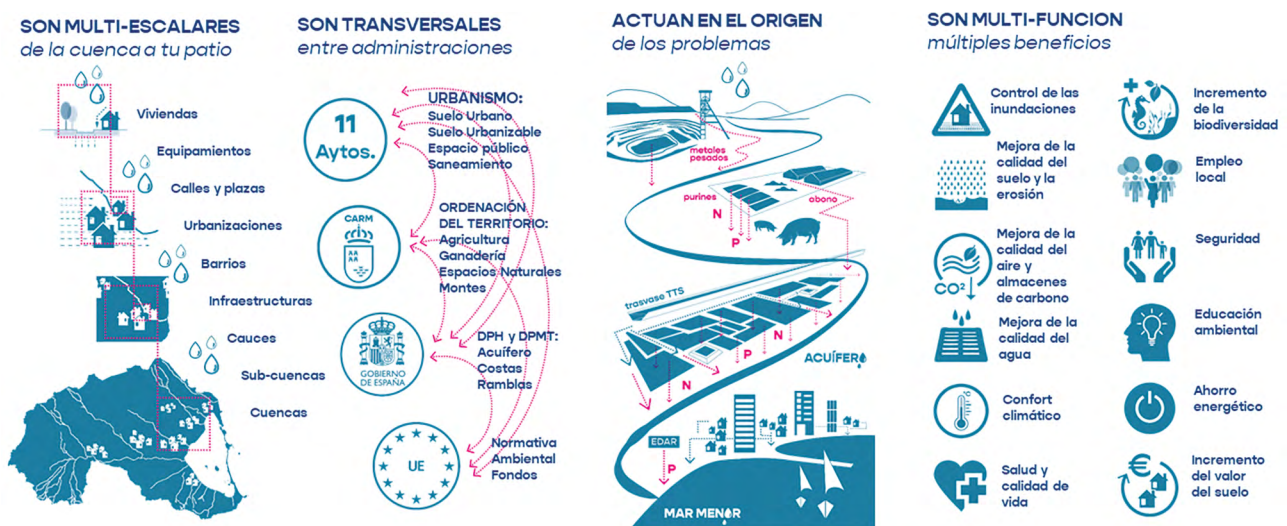 SON MULTI-ESCALARES
de la cuenca a tu patio
Viviendas
Equipamientos
Calles y plazas
Urbanizaciones
Barrios
Infraestructuras
Cauces
Sub-cuencas
Cuencas
SON TRANSVERSALES
entre administraciones
11
Aytos.
URBANISMO:
Suelo Urbano
Suelo Urbanizable
Espacio público
Saneamiento
CARM
ORDENACIÓN
DEL TERRITORIO:
Agricultura
Ganadería
Espacios Naturales
Montes
GOBIERNO
DE ESPAÑA
DPH y DPMT:
Acuífero
Costas
Ramblas
UE
Normativa
Ambiental
Fondos
ACTUAN EN EL ORIGEN
de los problemas
metales
pesados
purines
abono
N
P
trasvase TTS
N
P
N
ACUÍFERO
EDAR
P
MAR MENOR
SON MULTI-FUNCION
múltiples beneficios
Control de las
inundaciones
Mejora de la
calidad del
suelo y la
erosión
CO²
Mejora de la
calidad del
aire y
almacenes
de carbono
Mejora de la
calidad del
agua
°C
Confort
climático
Salud y
calidad de
vida
Incremento
de la
biodiversidad
Empleo
local
Seguridad
Educación
ambiental
Ahorro
energético
€
Incremento
del valor
del suelo